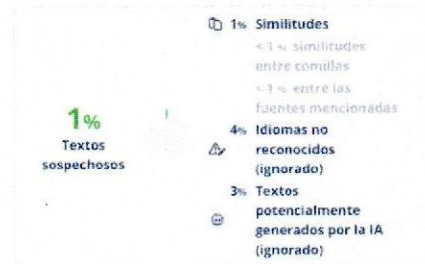 1% Textos sospechosos
1% Similitudes
< 1 % similitudes
entre comillas
< 1 % entre las
fuentes mencionadas
4% Idiomas no
reconocidos
(ignorado)
3% Textos
potencialmente
generados por la IA
(ignorado)